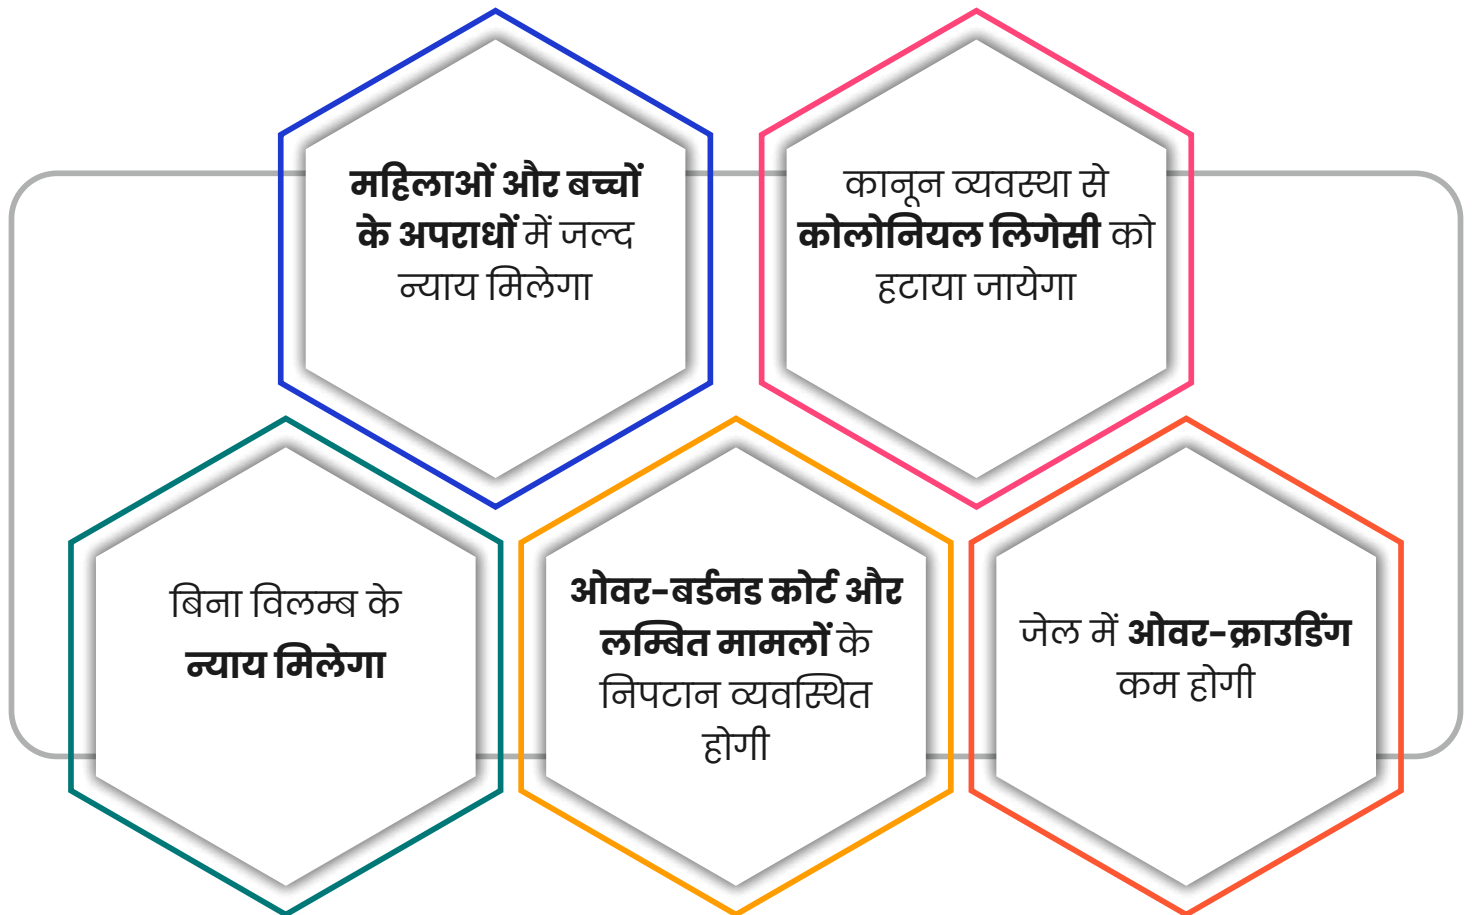 महिलाओं और बच्चों
के अपराधों में जल्द
न्याय मिलेगा
कानून व्यवस्था से
कोलोनियल लिगेसी को
हटाया जायेगा
बिना विलम्ब के
न्याय मिलेगा
ओवर-बर्डनड कोर्ट और
लम्बित मामलों के
निपटान व्यवस्थित
होगी
जेल में ओवर-क्राउडिंग
कम होगी